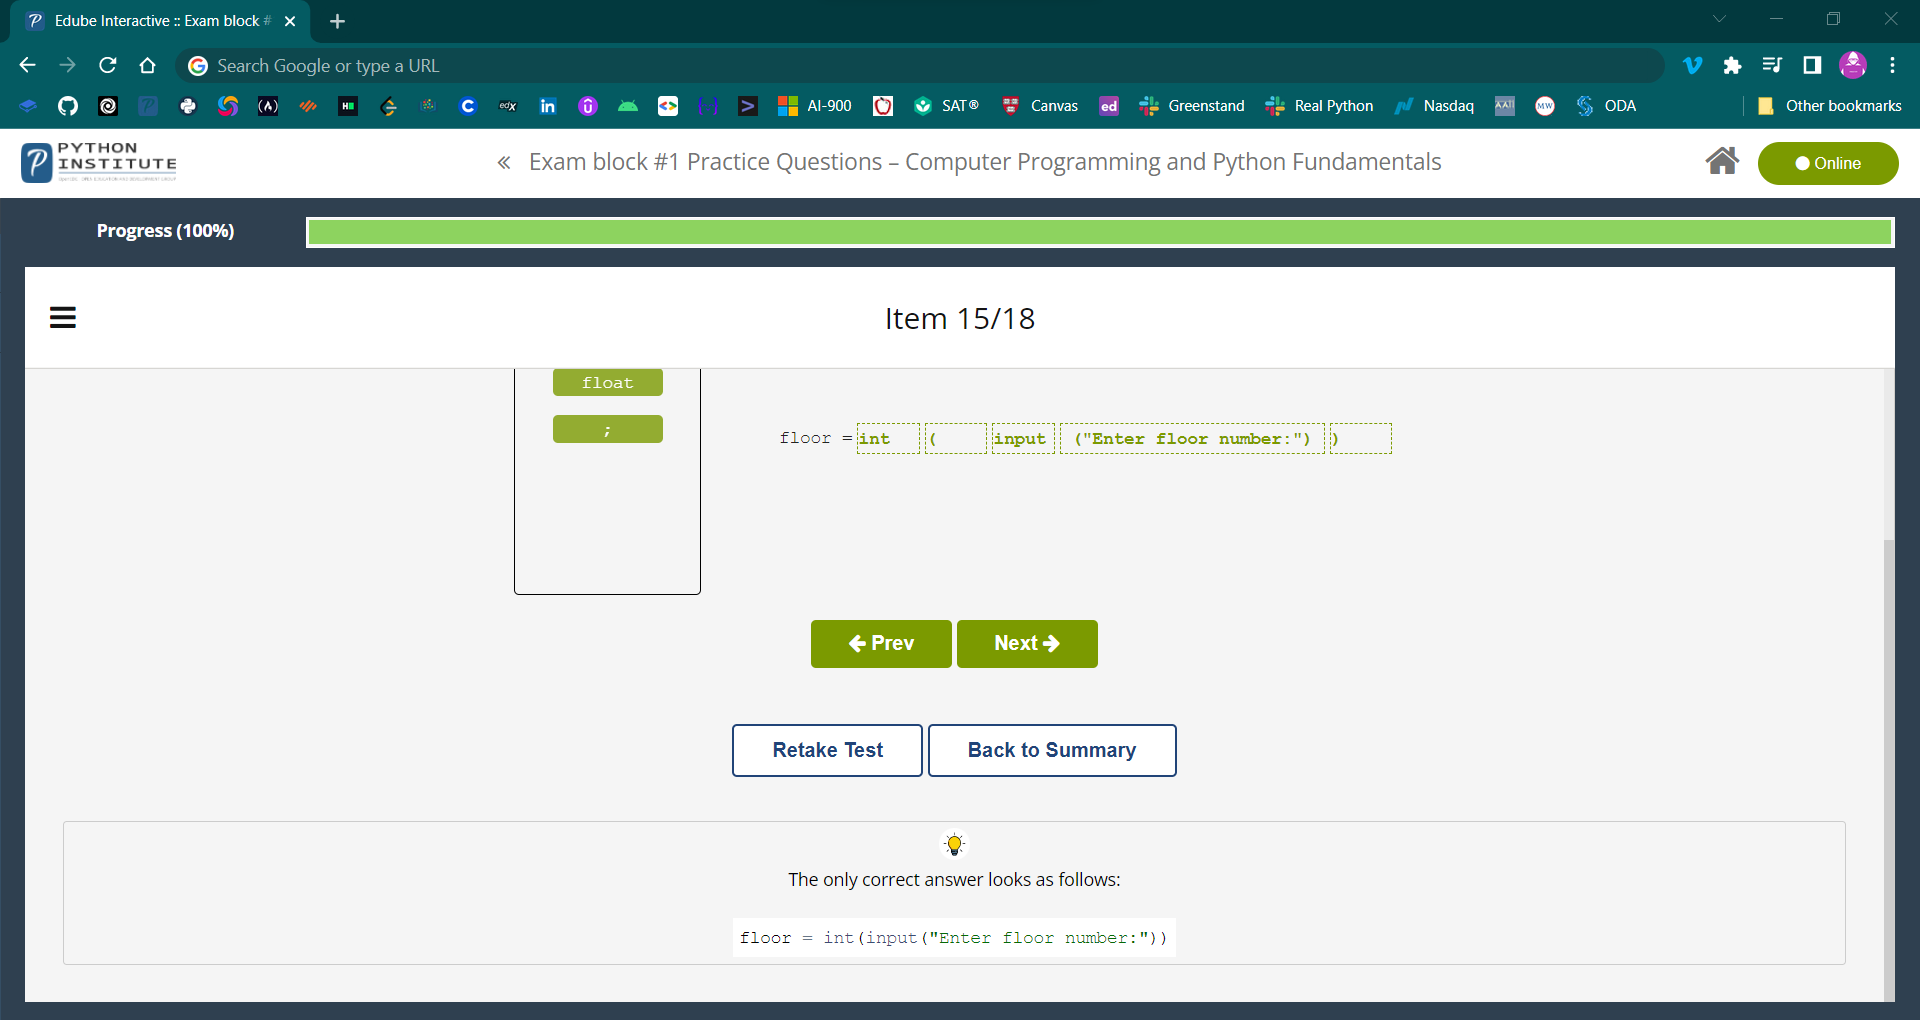 Edube Interactive :: Exam block #
Search Google or type a URL
AI-900
SAT®
Canvas
ed
Greenstand
Real Python
Nasdaq
ODA
Other bookmarks
PYTHON
INSTITUTE
« Exam block #1 Practice Questions – Computer Programming and Python Fundamentals
Online
Progress (100%)
Item 15/18
float
;
floor = int ( input ("Enter floor number:") )
Prev
Next
Retake Test
Back to Summary
The only correct answer looks as follows:
floor = int(input("Enter floor number:"))